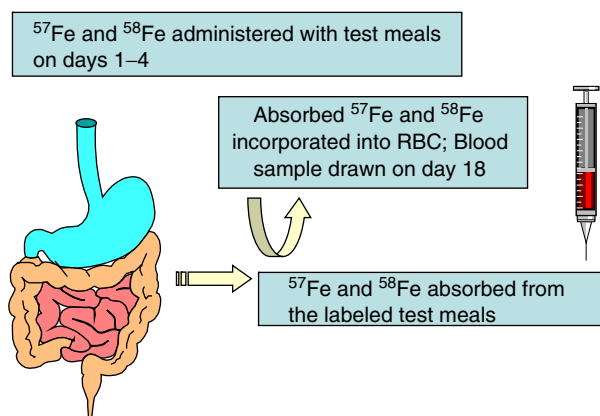 ⁵⁷Fe and ⁵⁸Fe administered with test meals
on days 1–4
Absorbed ⁵⁷Fe and ⁵⁸Fe
incorporated into RBC; Blood
sample drawn on day 18
⁵⁷Fe and ⁵⁸Fe absorbed from
the labeled test meals